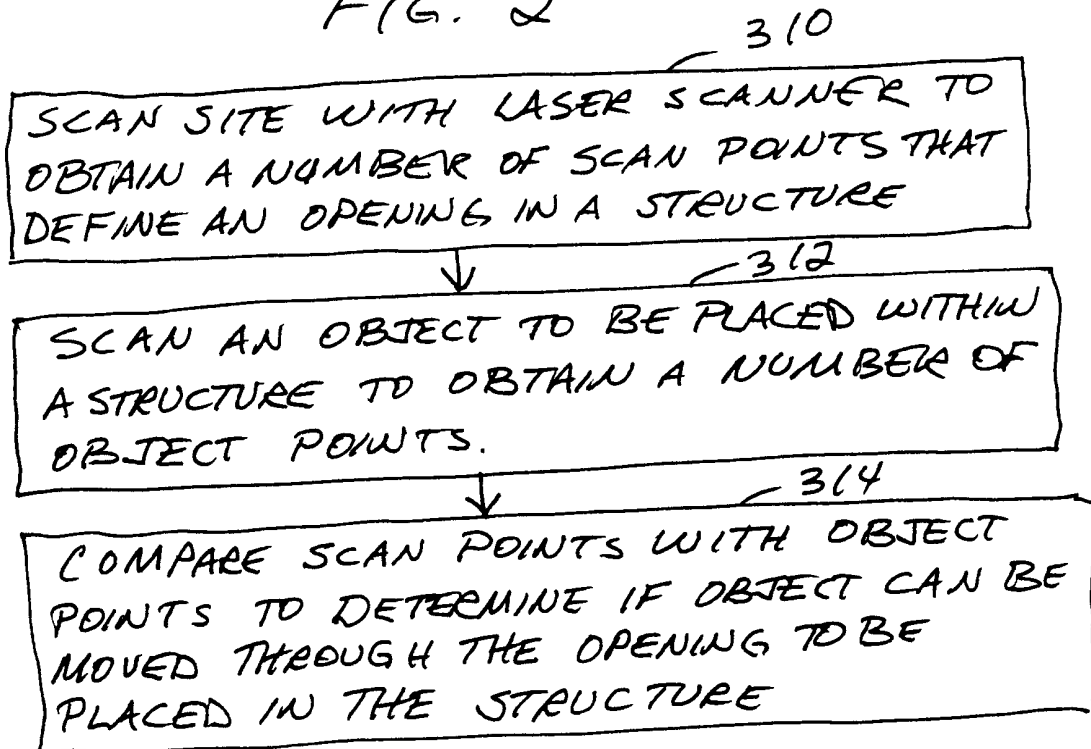 FIG. 2
310
SCAN SITE WITH LASER SCANNER TO
OBTAIN A NUMBER OF SCAN POINTS THAT
DEFINE AN OPENING IN A STRUCTURE
312
SCAN AN OBJECT TO BE PLACED WITHIN
A STRUCTURE TO OBTAIN A NUMBER OF
OBJECT POINTS.
314
COMPARE SCAN POINTS WITH OBJECT
POINTS TO DETERMINE IF OBJECT CAN BE
MOVED THROUGH THE OPENING TO BE
PLACED IN THE STRUCTURE